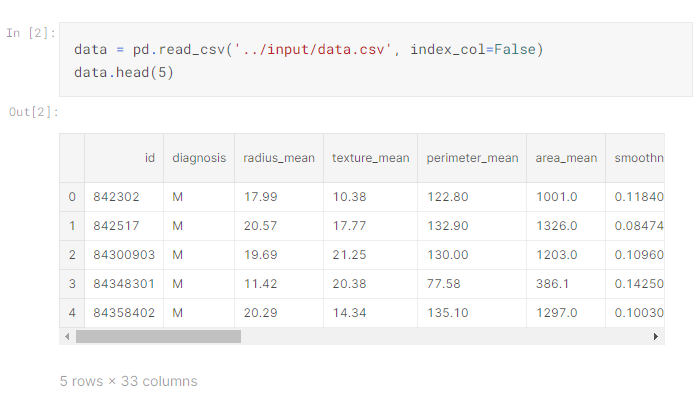 In [2]:
data = pd.read_csv('../input/data.csv', index_col=False)
data.head(5)
Out[2]:
id diagnosis radius_mean texture_mean perimeter_mean area_mean smoothn
0 842302 M 17.99 10.38 122.80 1001.0 0.11840
1 842517 M 20.57 17.77 132.90 1326.0 0.08474
2 84300903 M 19.69 21.25 130.00 1203.0 0.10960
3 84348301 M 11.42 20.38 77.58 386.1 0.14250
4 84358402 M 20.29 14.34 135.10 1297.0 0.10030
5 rows × 33 columns